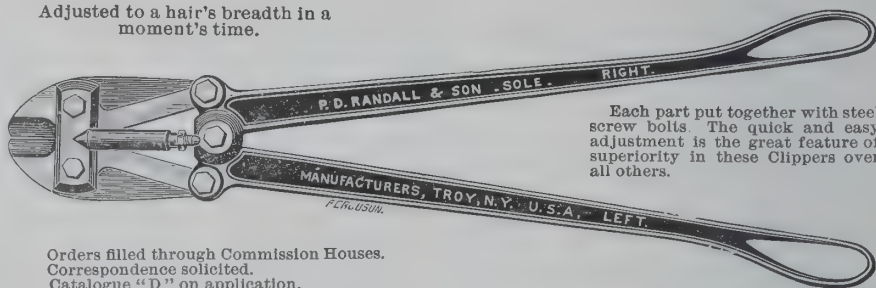 Adjusted to a hair's breadth in a
moment's time.
P. D. RANDALL & SON - SOLE - RIGHT.
Each part put together with steel
screw bolts. The quick and easy
adjustment is the great feature of
superiority in these Clippers over
all others.
MANUFACTURERS, TROY, N.Y. U.S.A, LEFT.
FERGUSUN.
Orders filled through Commission Houses.
Correspondence solicited.
Catalogue "D" on application.